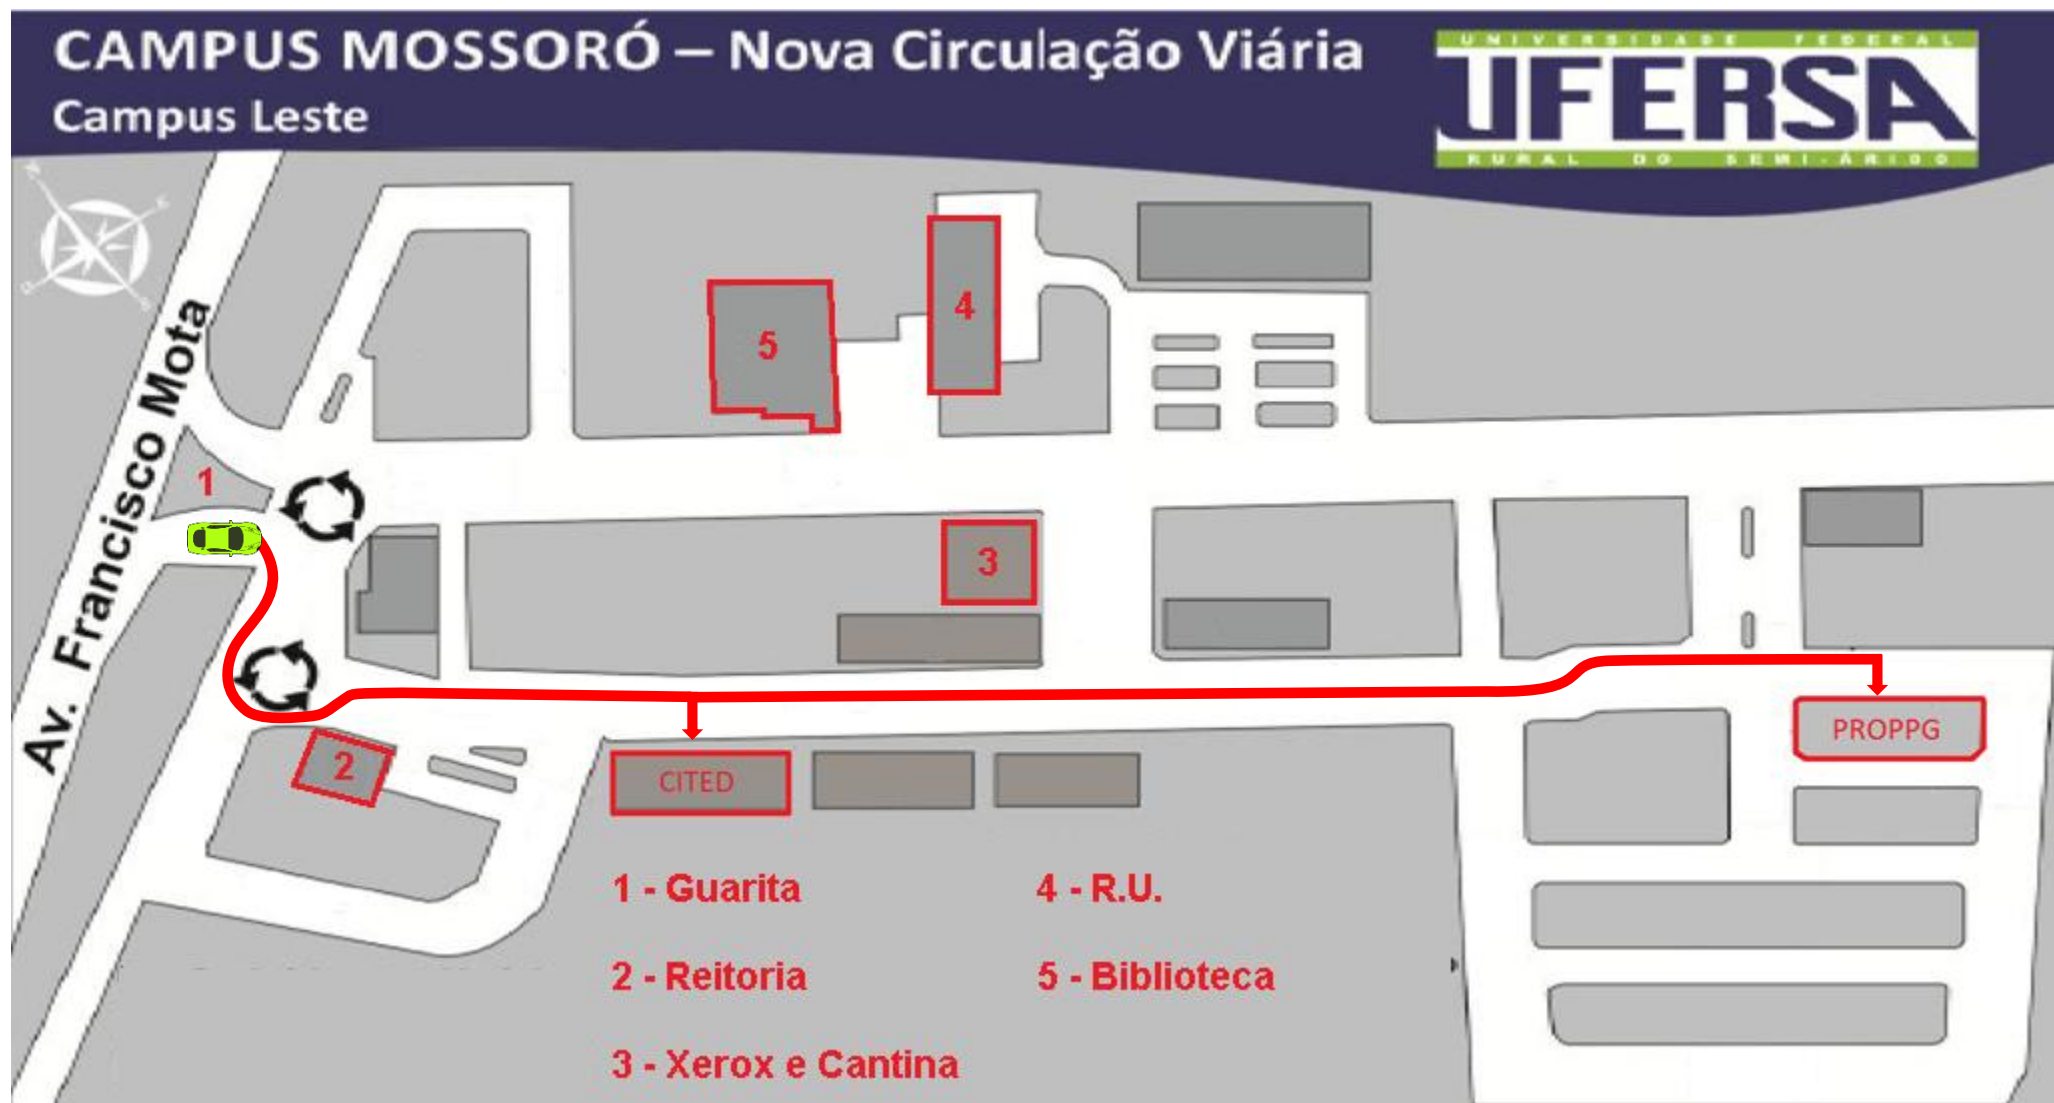 CAMPUS MOSSORÓ – Nova Circulação Viária
Campus Leste
UNIVERSIDADE FEDERAL
UFERSA
RURAL DO SEMI-ÁRIDO
Av. Francisco Mota
1
2
3
4
5
CITED
PROPPG
1 - Guarita
2 - Reitoria
3 - Xerox e Cantina
4 - R.U.
5 - Biblioteca